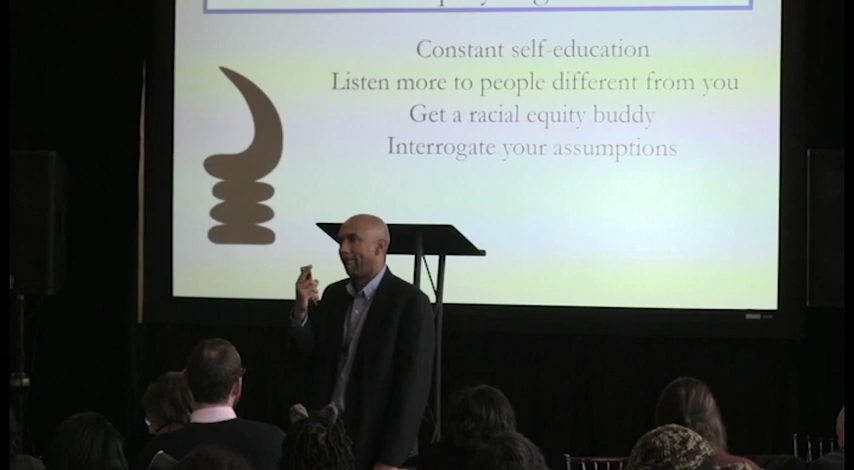 Constant self-education
Listen more to people different from you
Get a racial equity buddy
Interrogate your assumptions